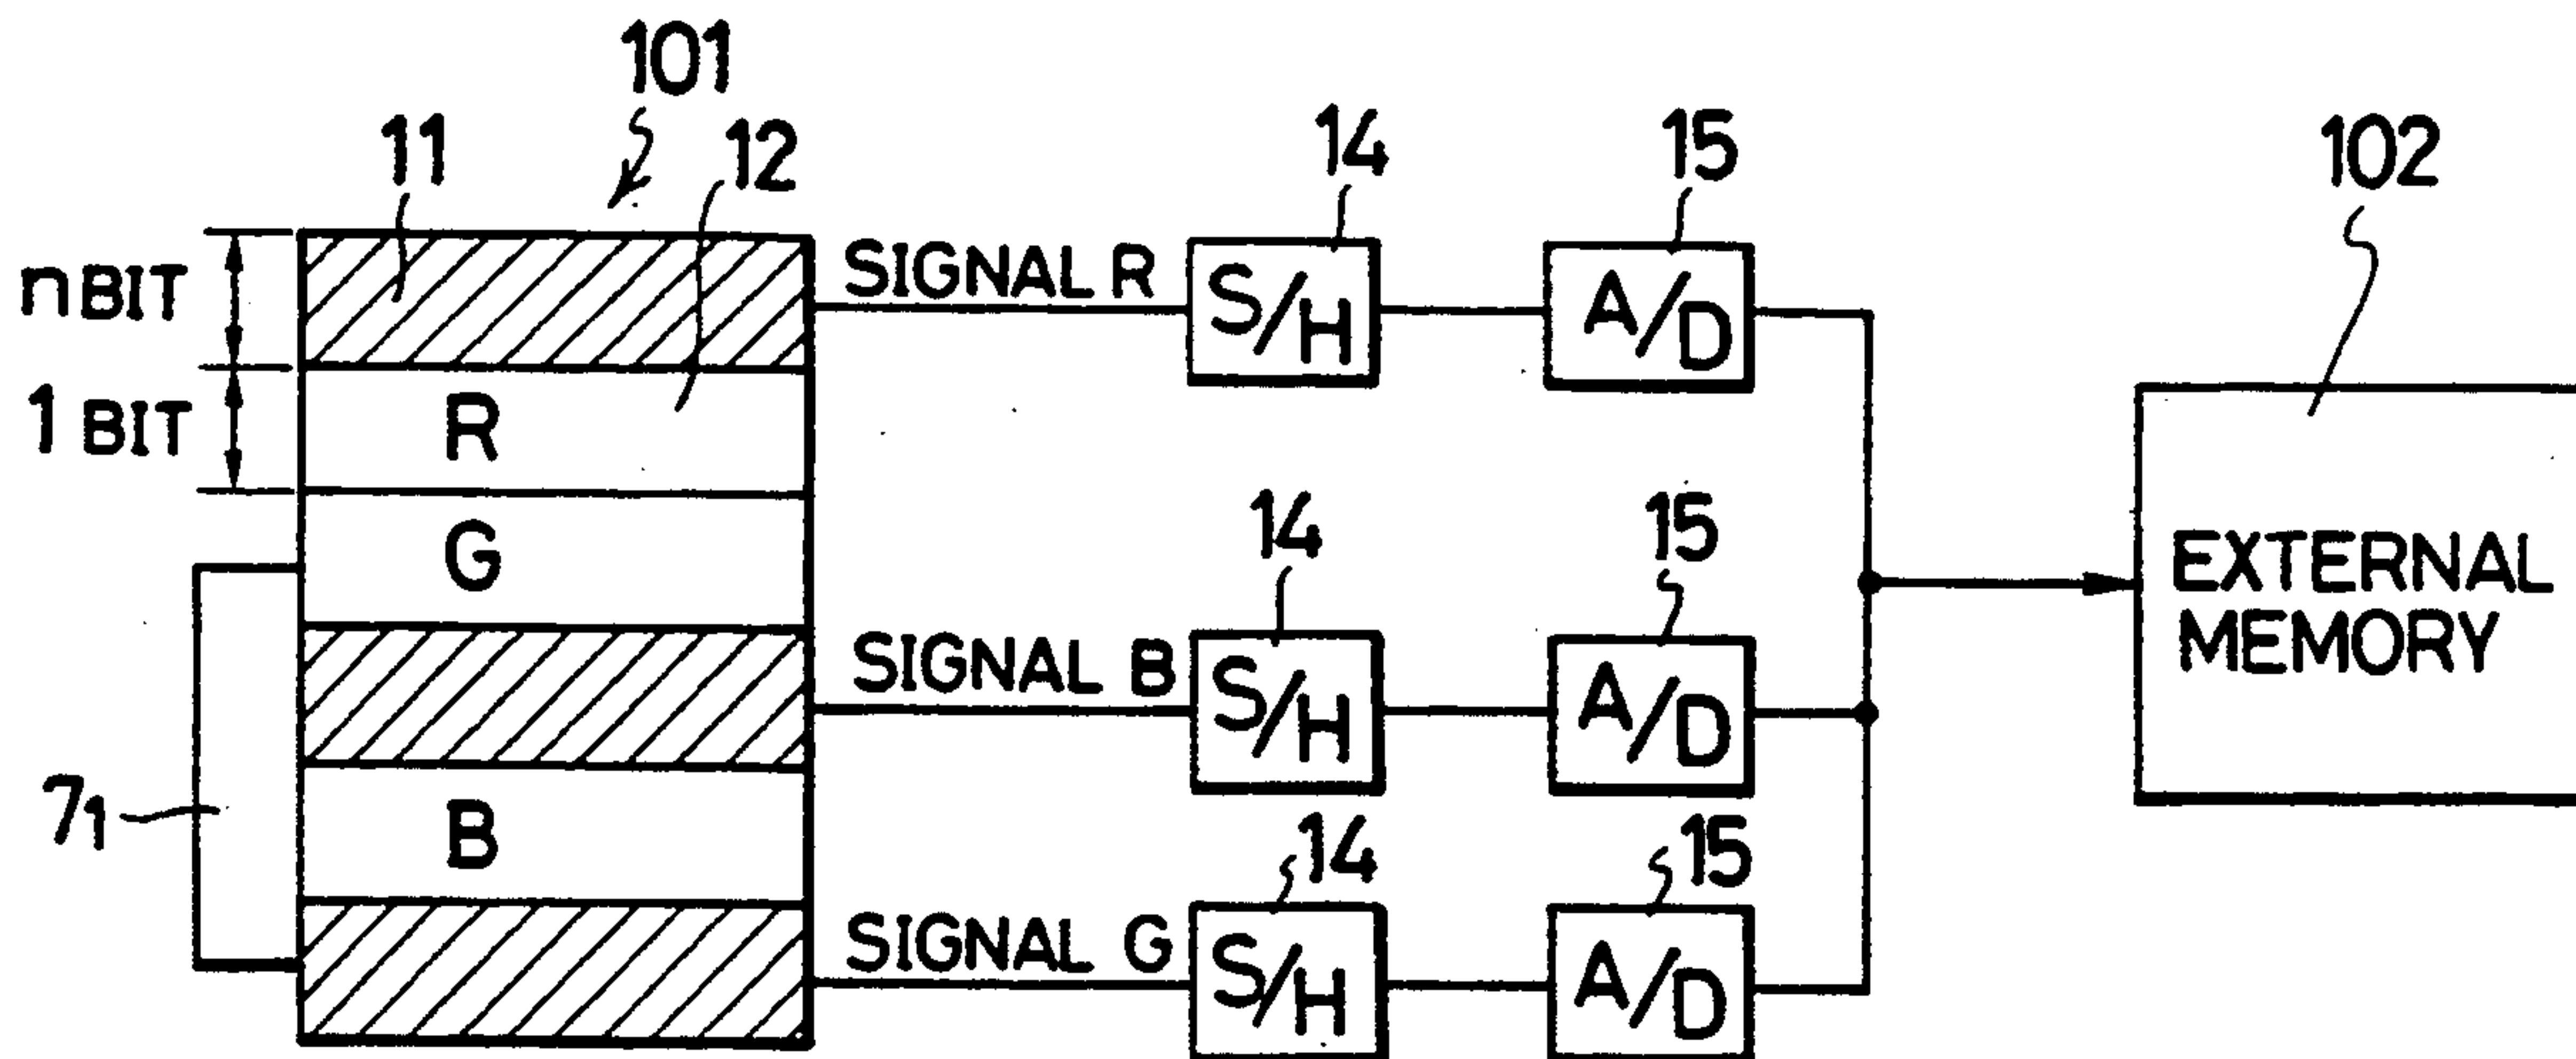 101
11
12
14
15
102
n BIT
SIGNAL R
S/H
A/D
1 BIT
R
G
14
15
EXTERNAL
MEMORY
SIGNAL B
S/H
A/D
71
B
14
15
SIGNAL G
S/H
A/D